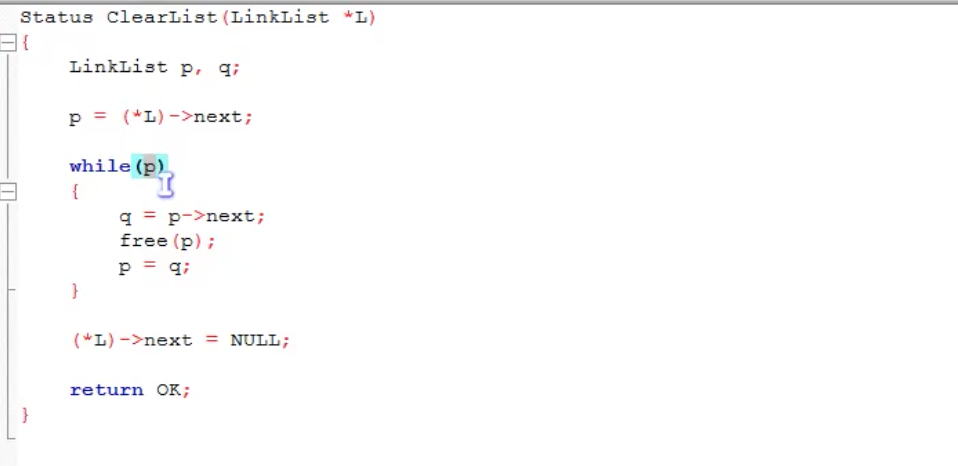 Status ClearList(LinkList *L)
{
    LinkList p, q;
    p = (*L)->next;
    while(p)
    {
        q = p->next;
        free(p);
        p = q;
    }
    (*L)->next = NULL;
    return OK;
}